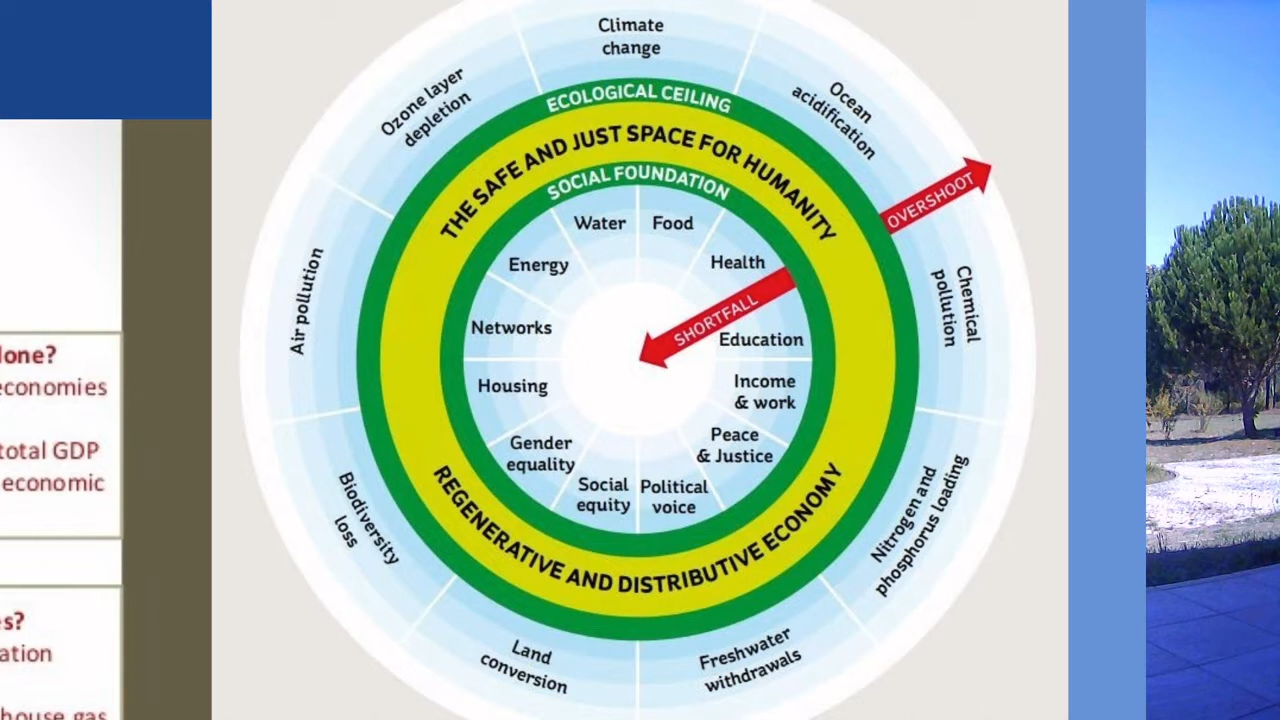 lone?
economies
total GDP
economic
s?
ation
house gas
Climate
change
Ozone layer
depletion
Ocean
acidification
ECOLOGICAL CEILING
THE SAFE AND JUST SPACE FOR HUMANITY
SOCIAL FOUNDATION
OVERSHOOT
Water
Food
Energy
Health
Air pollution
Chemical
pollution
SHORTFALL
Networks
Education
Housing
Income
& work
Gender
equality
Peace
& Justice
Social
equity
Political
voice
REGENERATIVE AND DISTRIBUTIVE ECONOMY
Biodiversity
loss
Nitrogen and
phosphorus loading
Land
conversion
Freshwater
withdrawals